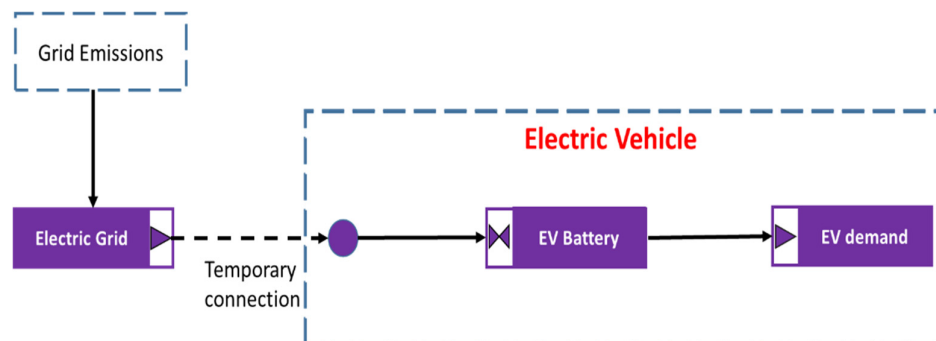 Grid Emissions
Electric Vehicle
Electric Grid
EV Battery
EV demand
Temporary
connection